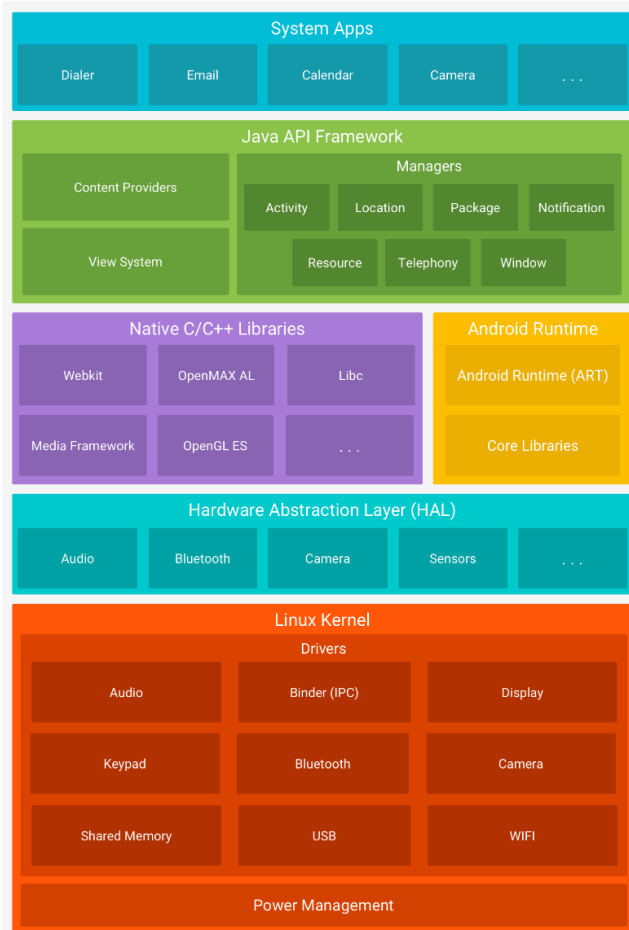 System Apps
Dialer
Email
Calendar
Camera
. . .
Java API Framework
Content Providers
View System
Managers
Activity
Location
Package
Notification
Resource
Telephony
Window
Native C/C++ Libraries
Webkit
OpenMAX AL
Libc
Media Framework
OpenGL ES
. . .
Android Runtime
Android Runtime (ART)
Core Libraries
Hardware Abstraction Layer (HAL)
Audio
Bluetooth
Camera
Sensors
. . .
Linux Kernel
Drivers
Audio
Binder (IPC)
Display
Keypad
Bluetooth
Camera
Shared Memory
USB
WIFI
Power Management